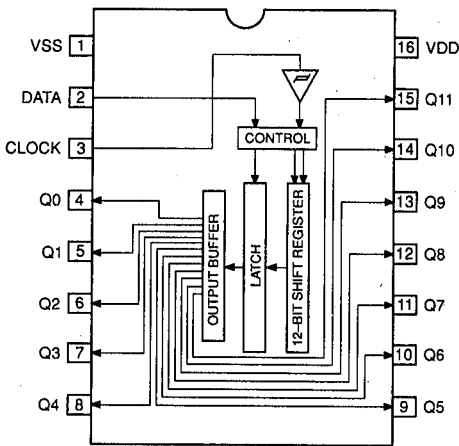 VSS 1
16 VDD
DATA 2
15 Q11
CLOCK 3
CONTROL
14 Q10
Q0 4
13 Q9
Q1 5
12 Q8
Q2 6
11 Q7
Q3 7
10 Q6
Q4 8
9 Q5
OUTPUT BUFFER
LATCH
12-BIT SHIFT REGISTER